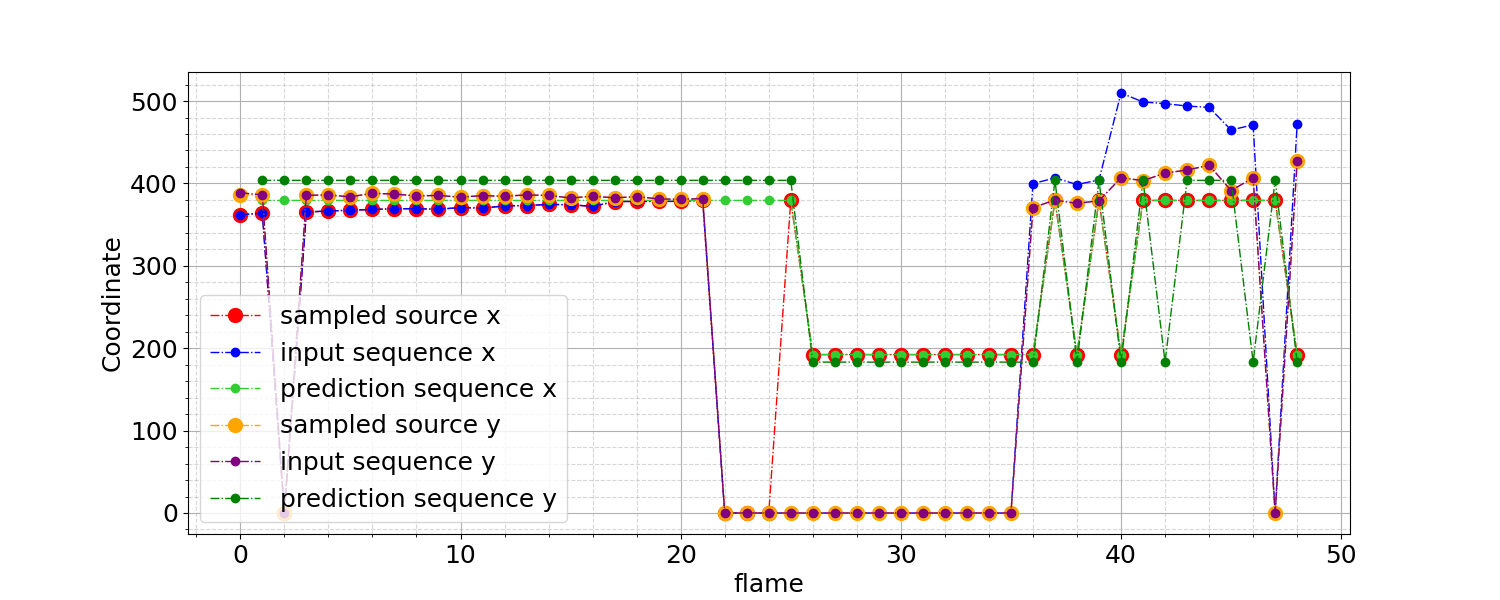 500
400
300
200
100
0
Coordinate
sampled source x
input sequence x
prediction sequence x
sampled source y
input sequence y
prediction sequence y
0 10 20 30 40 50
flame